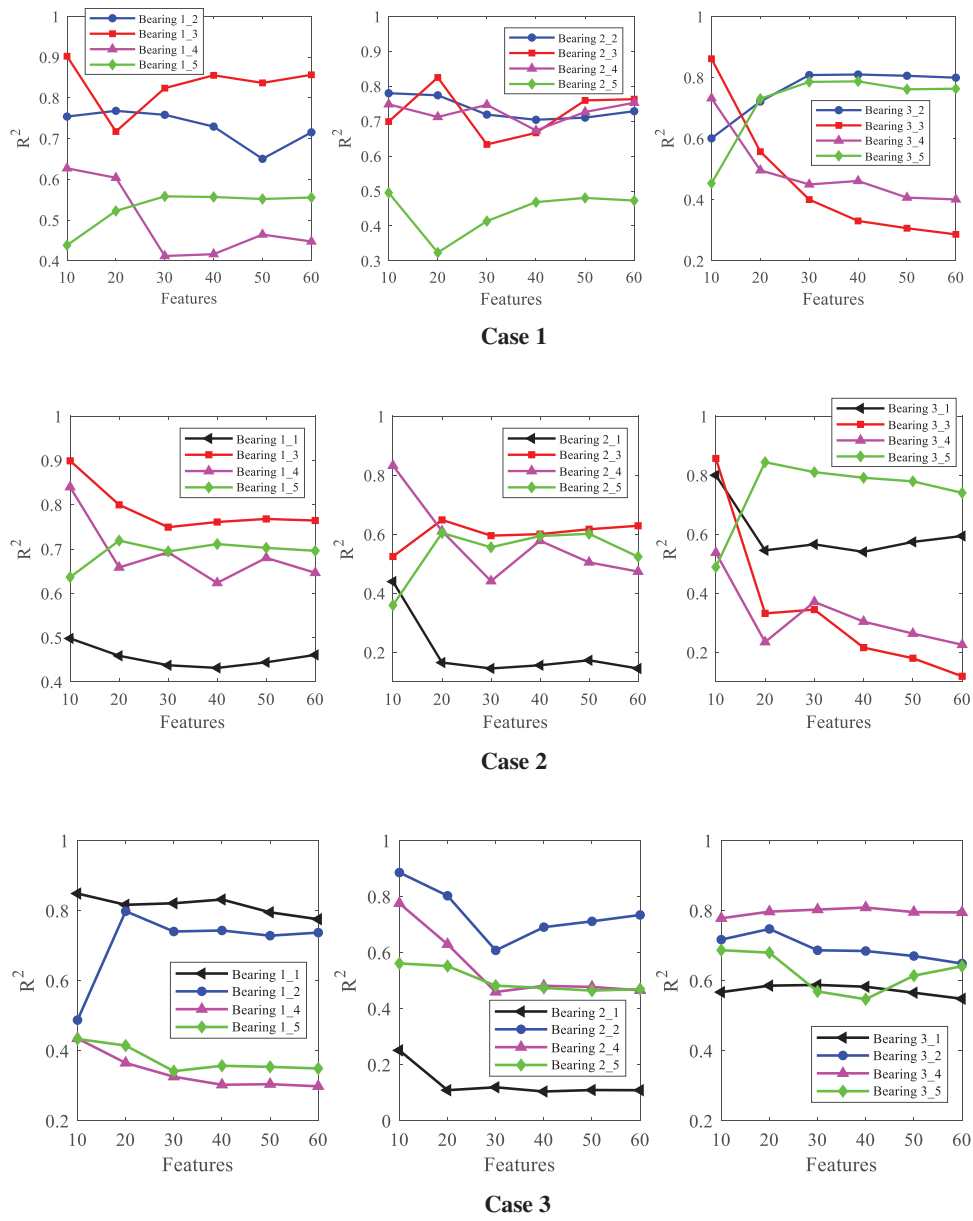 Bearing 1_2
Bearing 1_3
Bearing 1_4
Bearing 1_5
1
0.9
0.8
0.7
0.6
0.5
0.4
R²
10 20 30 40 50 60
Features
Bearing 2_2
Bearing 2_3
Bearing 2_4
Bearing 2_5
1
0.9
0.8
0.7
0.6
0.5
0.4
0.3
R²
10 20 30 40 50 60
Features
Bearing 3_2
Bearing 3_3
Bearing 3_4
Bearing 3_5
1
0.8
0.6
0.4
0.2
R²
10 20 30 40 50 60
Features
Case 1
Bearing 1_1
Bearing 1_3
Bearing 1_4
Bearing 1_5
1
0.9
0.8
0.7
0.6
0.5
0.4
R²
10 20 30 40 50 60
Features
Bearing 2_1
Bearing 2_3
Bearing 2_4
Bearing 2_5
1
0.8
0.6
0.4
0.2
R²
10 20 30 40 50 60
Features
Bearing 3_1
Bearing 3_3
Bearing 3_4
Bearing 3_5
1
0.8
0.6
0.4
0.2
R²
10 20 30 40 50 60
Features
Case 2
Bearing 1_1
Bearing 1_2
Bearing 1_4
Bearing 1_5
1
0.8
0.6
0.4
0.2
R²
10 20 30 40 50 60
Features
Bearing 2_1
Bearing 2_2
Bearing 2_4
Bearing 2_5
1
0.8
0.6
0.4
0.2
0
R²
10 20 30 40 50 60
Features
Bearing 3_1
Bearing 3_2
Bearing 3_4
Bearing 3_5
1
0.8
0.6
0.4
0.2
R²
10 20 30 40 50 60
Features
Case 3